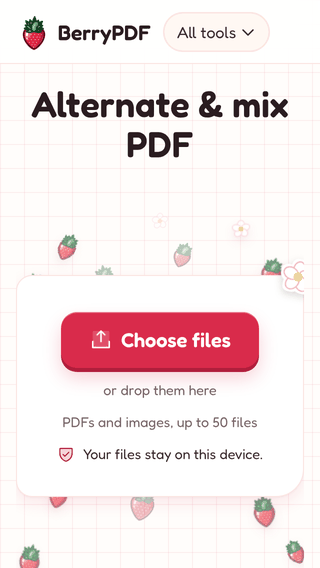 BerryPDF
All tools
Alternate & mix
PDF
Choose files
or drop them here
PDFs and images, up to 50 files
Your files stay on this device.